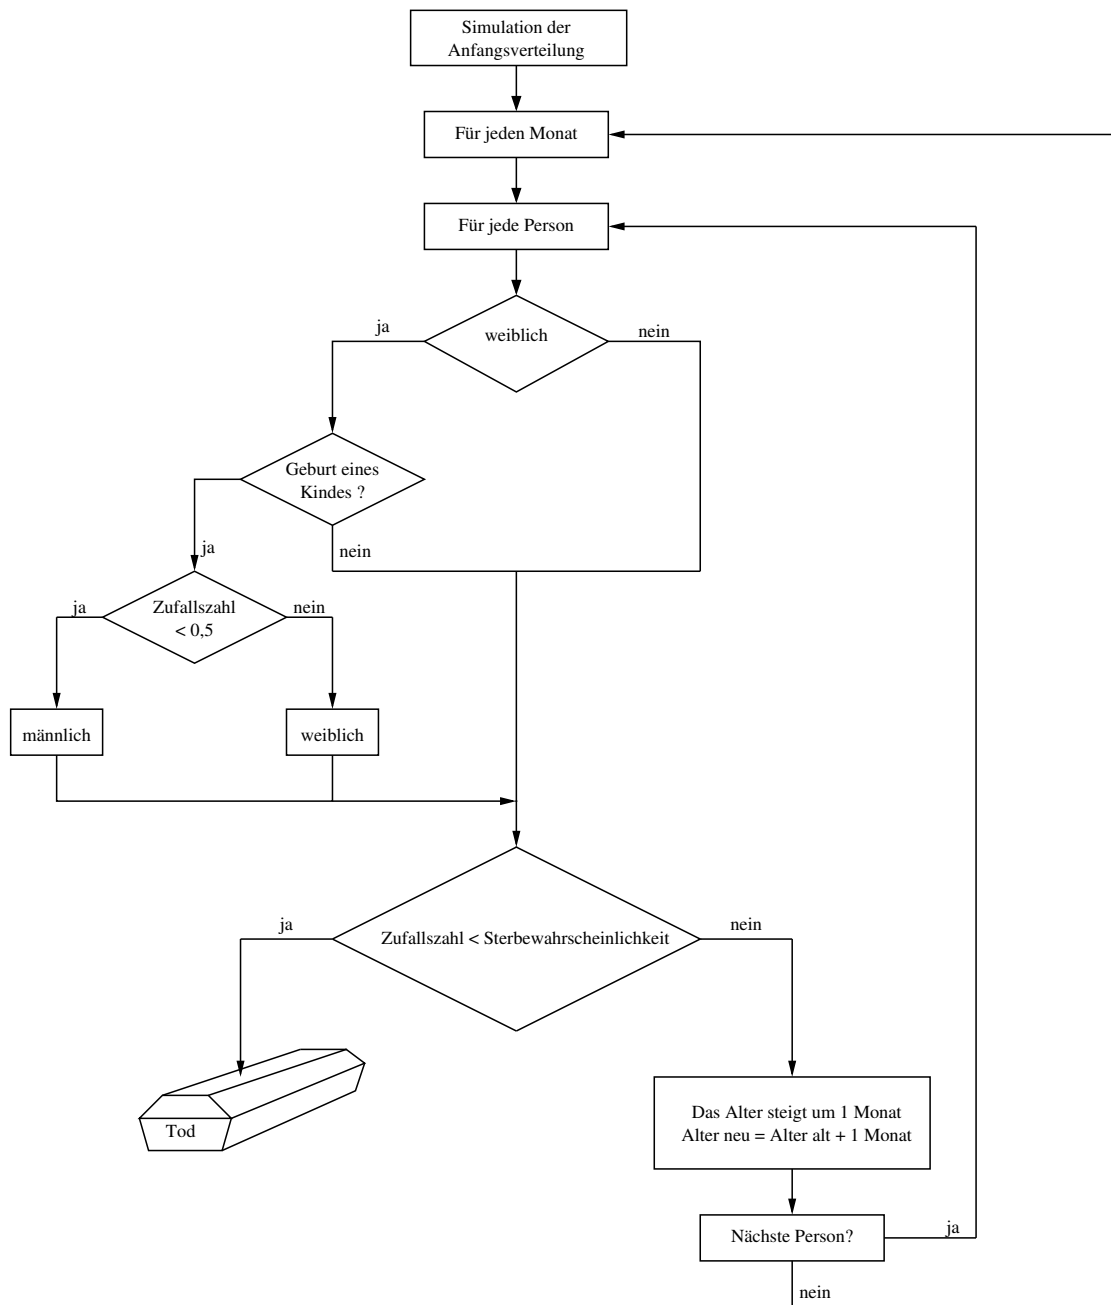 Simulation der
Anfangsverteilung
Für jeden Monat
Für jede Person
weiblich
ja
nein
Geburt eines
Kindes ?
ja
nein
Zufallszahl
< 0,5
ja
nein
männlich
weiblich
Zufallszahl < Sterbewahrscheinlichkeit
ja
nein
Tod
Das Alter steigt um 1 Monat
Alter neu = Alter alt + 1 Monat
Nächste Person?
ja
nein